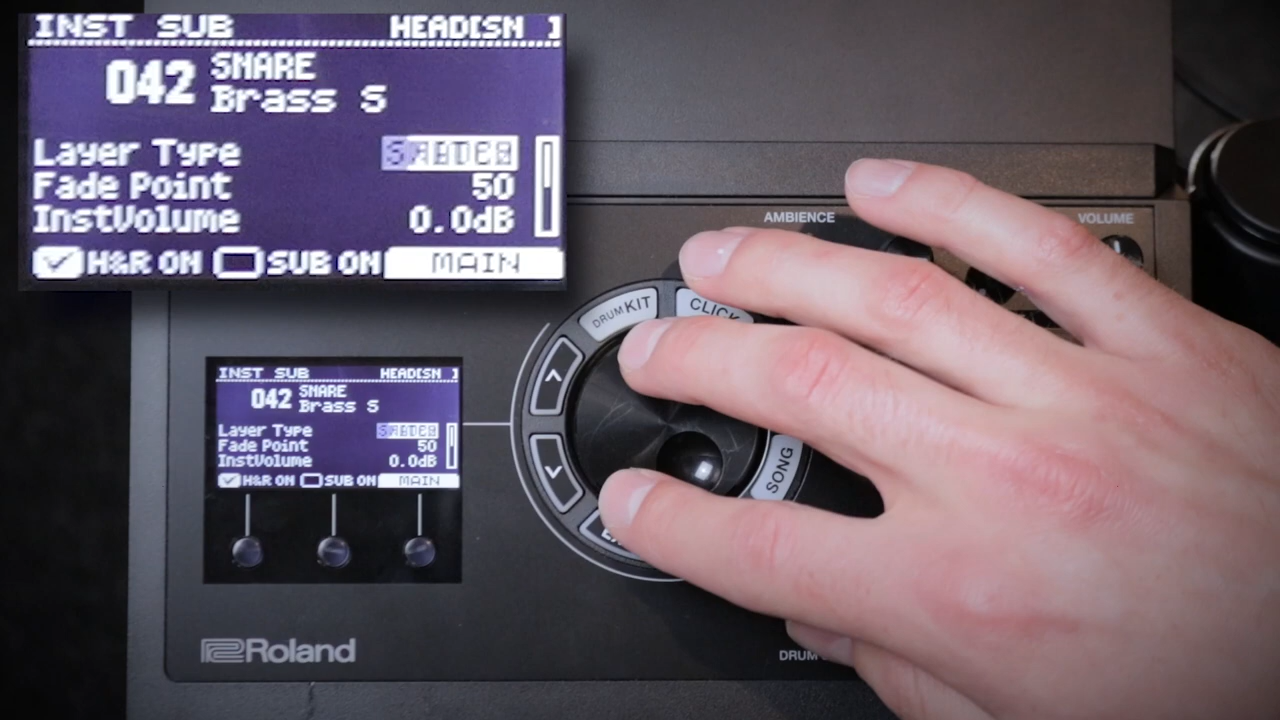 INST SUB HEAD[SN ]
042 SNARE
Brass S
Layer Type
Fade Point 50
InstVolume 0.0dB
H&R ON SUB ON MAIN
AMBIENCE VOLUME
DRUM KIT CLICK
INST SUB HEAD[SN ]
042 SNARE
Brass S
Layer Type
Fade Point 50
InstVolume 0.0dB
H&R ON SUB ON MAIN
SONG
Roland
DRUM